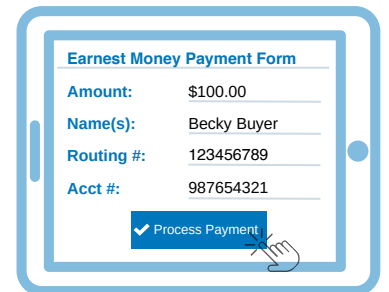 Earnest Money Payment Form
Amount: $100.00
Name(s): Becky Buyer
Routing #: 123456789
Acct #: 987654321
Process Payment